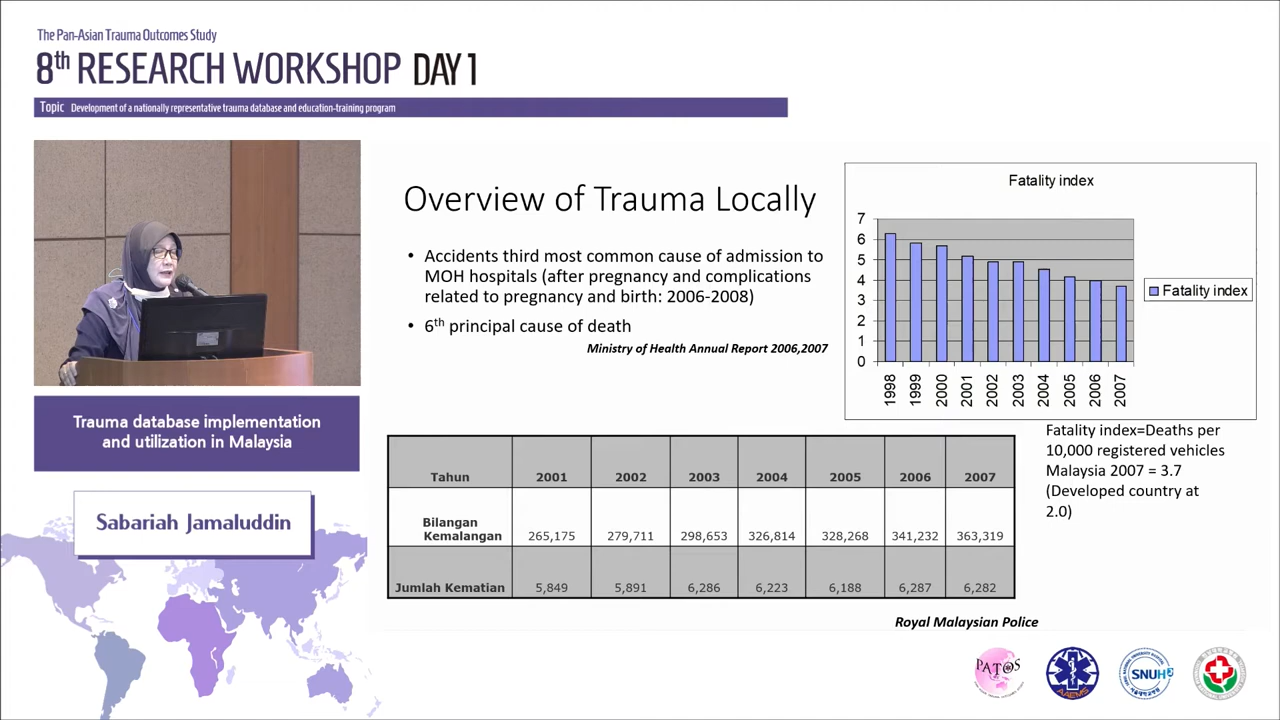 The Pan-Asian Trauma Outcomes Study
8th RESEARCH WORKSHOP DAY 1
Topic Development of a nationally representative trauma database and education-training program
Trauma database implementation
and utilization in Malaysia
Sabariah Jamaluddin
Overview of Trauma Locally
• Accidents third most common cause of admission to
MOH hospitals (after pregnancy and complications
related to pregnancy and birth: 2006-2008)
• 6th principal cause of death
Ministry of Health Annual Report 2006,2007
Fatality index
7
6
5
4
3
2
1
0
1998 1999 2000 2001 2002 2003 2004 2005 2006 2007
Fatality index
Fatality index=Deaths per
10,000 registered vehicles
Malaysia 2007 = 3.7
(Developed country at
2.0)
Tahun 2001 2002 2003 2004 2005 2006 2007
Bilangan
Kemalangan 265,175 279,711 298,653 326,814 328,268 341,232 363,319
Jumlah Kematian 5,849 5,891 6,286 6,223 6,188 6,287 6,282
Royal Malaysian Police
PATOS
AAEMS
SNUH